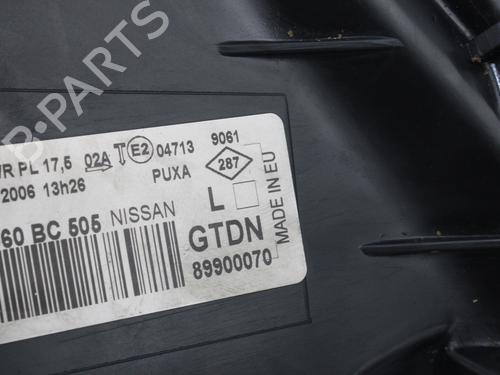 9061
VR PL 17,5 02A E2 04713
287
2006 13h26 PUXA
L
60 BC 505 NISSAN
GTDN
89900070
MADE IN EU
B-PARTS